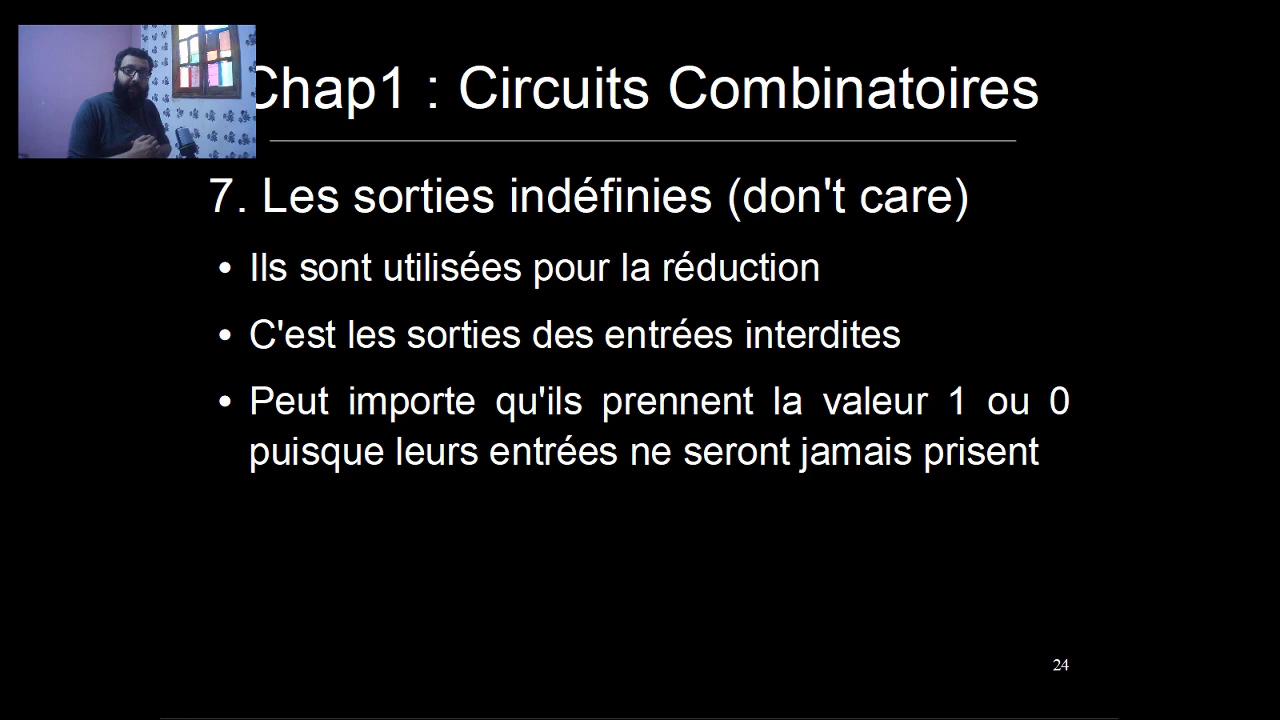 Chap1 : Circuits Combinatoires
7. Les sorties indéfinies (don't care)
• Ils sont utilisées pour la réduction
• C'est les sorties des entrées interdites
• Peut importe qu'ils prennent la valeur 1 ou 0
puisque leurs entrées ne seront jamais prisent
24